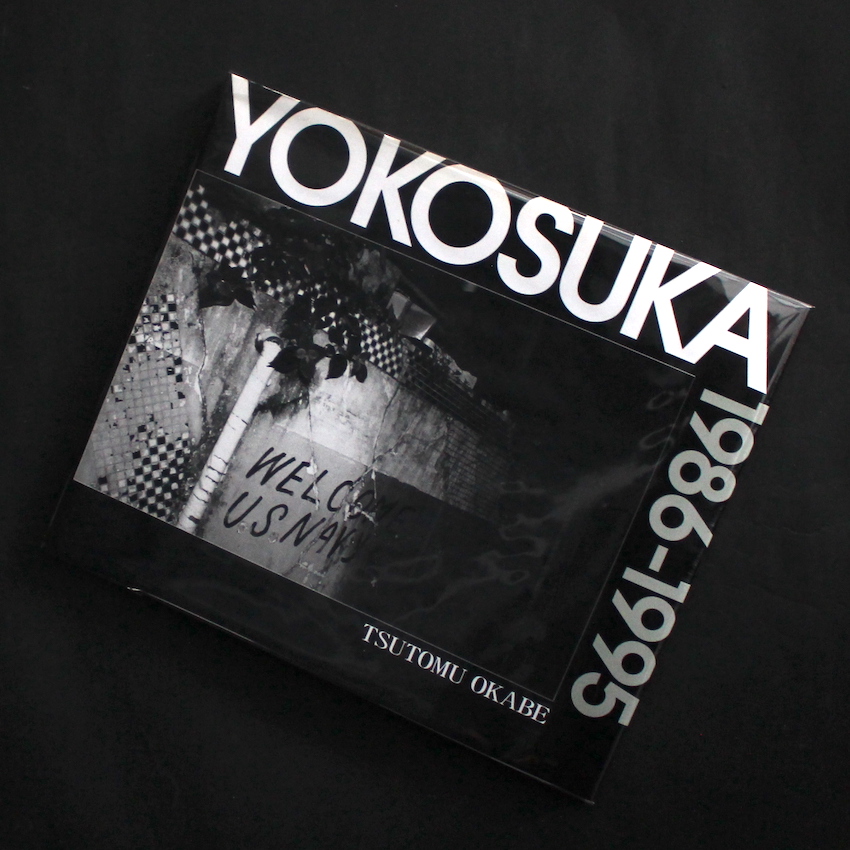 YOKOSUKA
1986-1995
WELCOME
U.S. NAVY
TSUTOMU OKABE